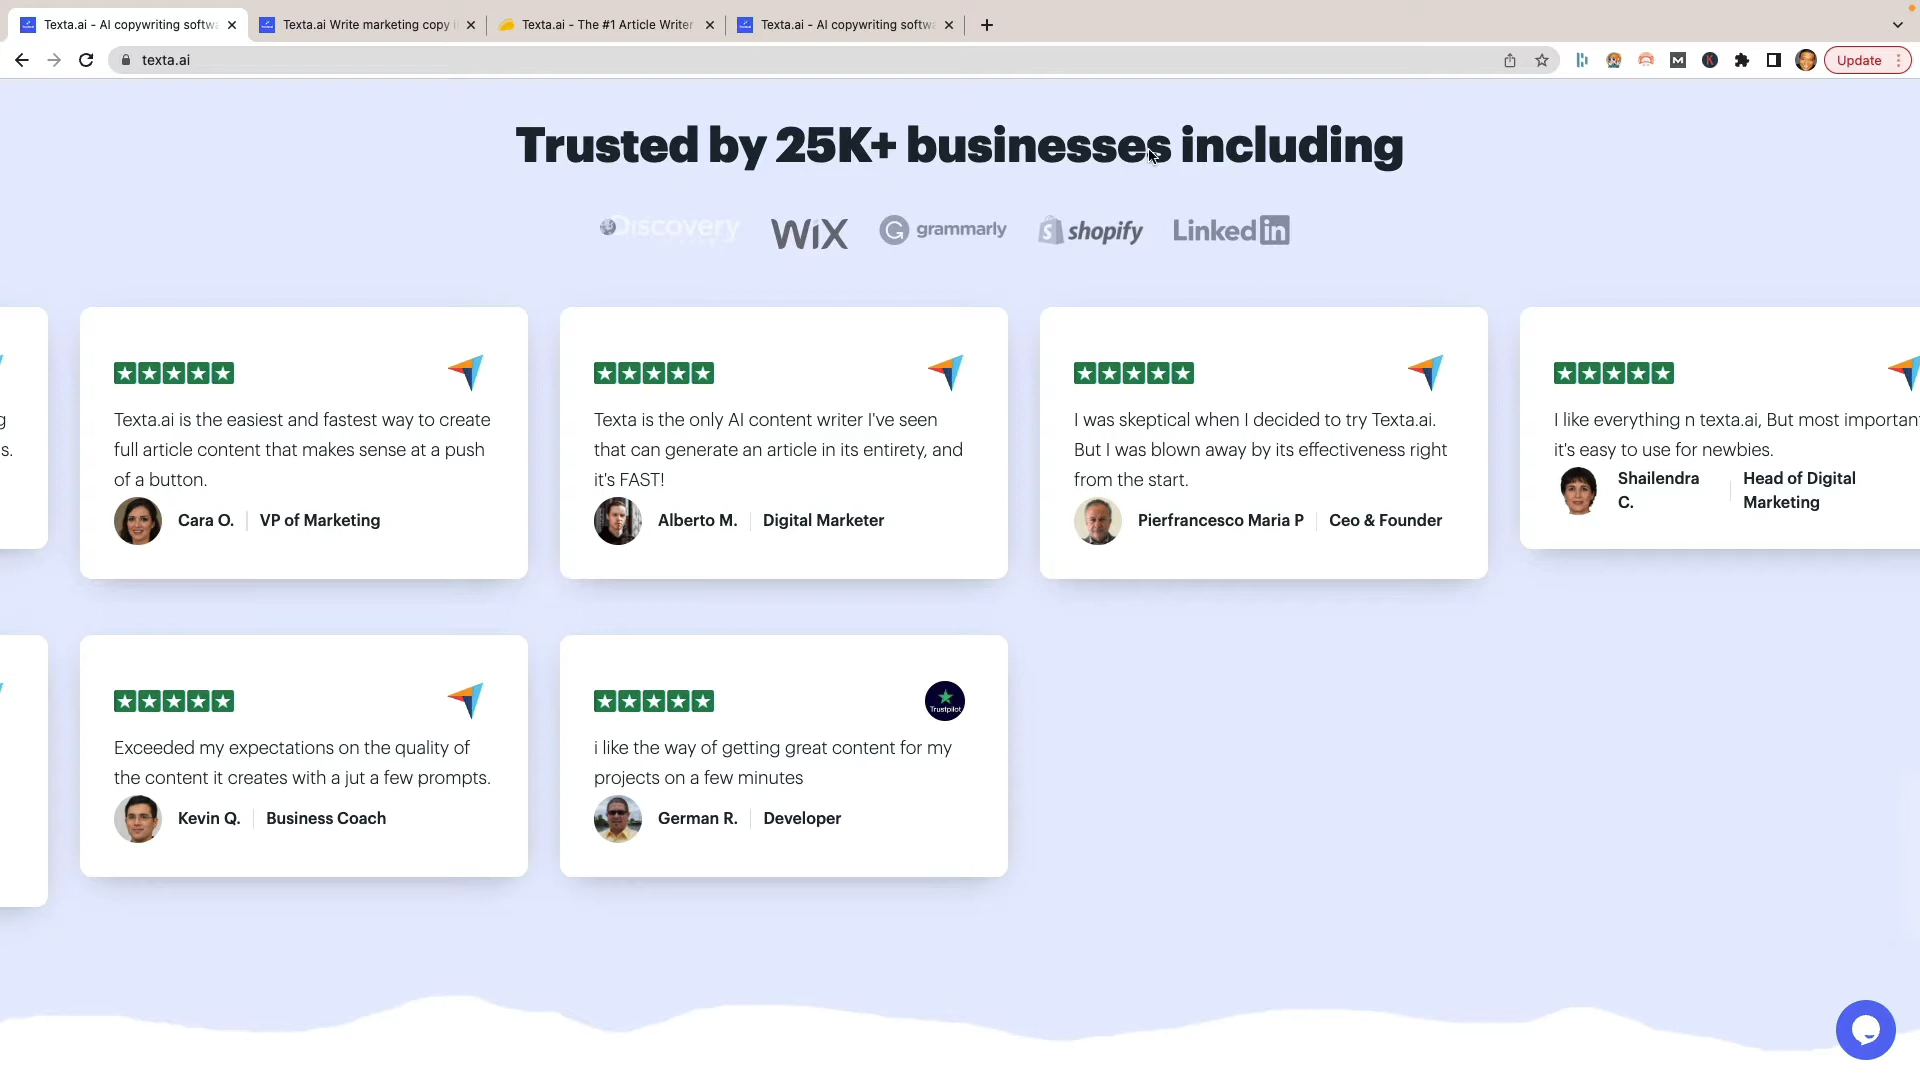 Texta.ai - AI copywriting softwa
Texta.ai Write marketing copy i
Texta.ai - The #1 Article Writer
Texta.ai - AI copywriting softwa
texta.ai
Update
Trusted by 25K+ businesses including
Discovery
WiX
grammarly
shopify
Linked in
g
s.
Texta.ai is the easiest and fastest way to create
full article content that makes sense at a push
of a button.
Cara O. VP of Marketing
Texta is the only AI content writer I've seen
that can generate an article in its entirety, and
it's FAST!
Alberto M. Digital Marketer
I was skeptical when I decided to try Texta.ai.
But I was blown away by its effectiveness right
from the start.
Pierfrancesco Maria P Ceo & Founder
I like everything n texta.ai, But most important
it's easy to use for newbies.
Shailendra
C.
Head of Digital
Marketing
Exceeded my expectations on the quality of
the content it creates with a jut a few prompts.
Kevin Q. Business Coach
Trustpilot
i like the way of getting great content for my
projects on a few minutes
German R. Developer